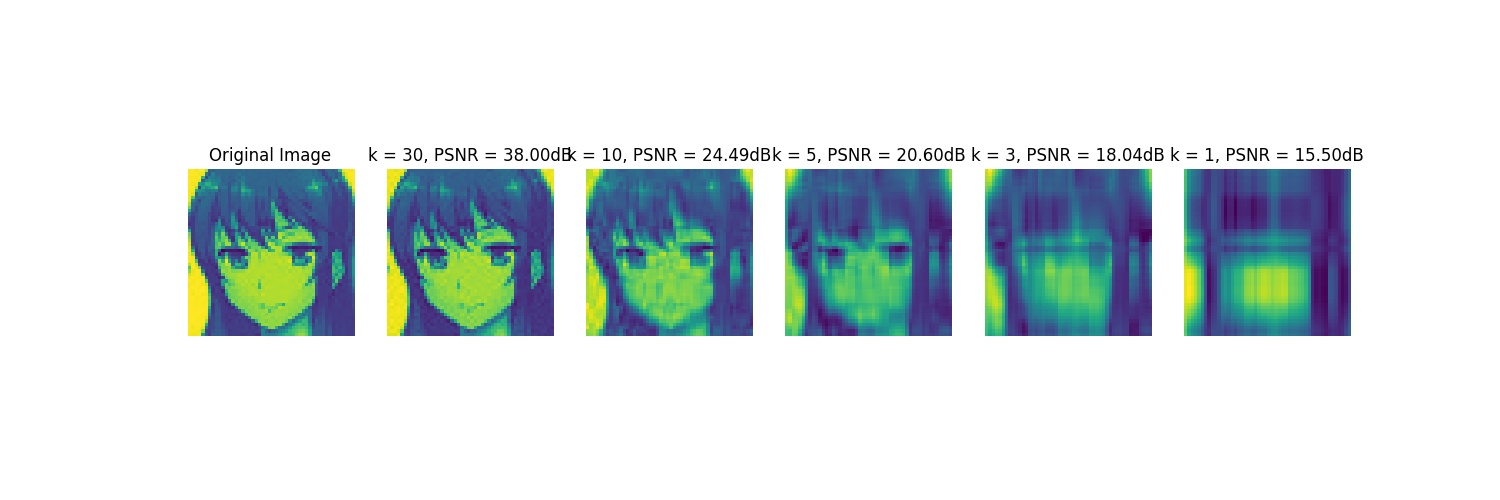 Original Image
k = 30, PSNR = 38.00dB
k = 10, PSNR = 24.49dB
k = 5, PSNR = 20.60dB
k = 3, PSNR = 18.04dB
k = 1, PSNR = 15.50dB